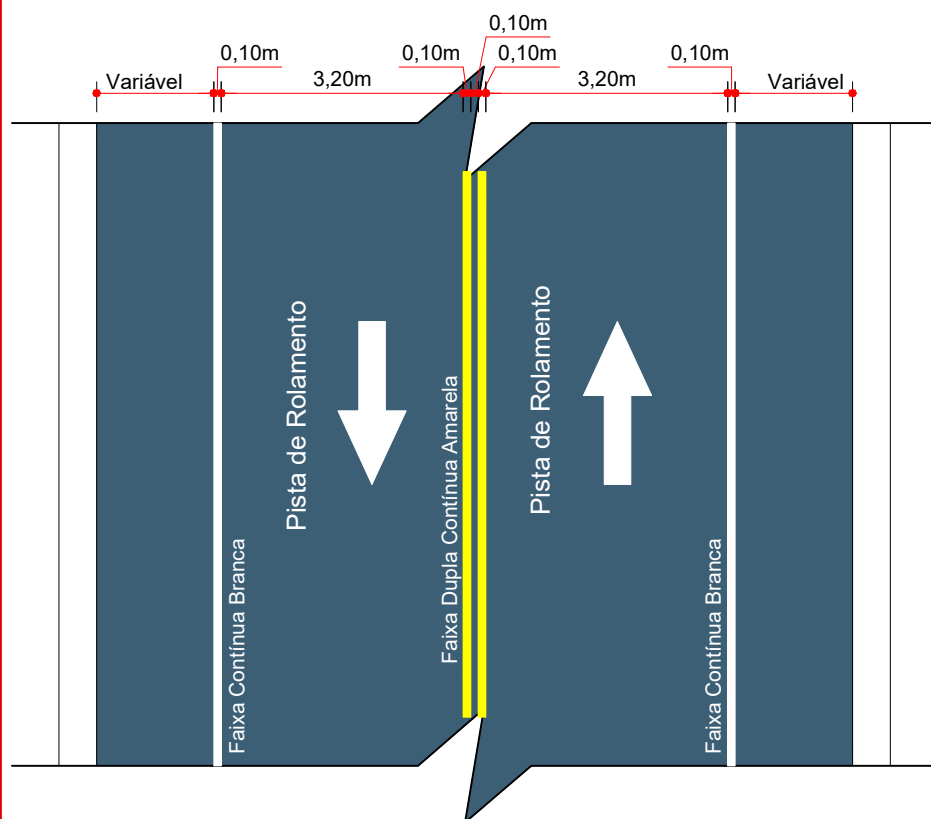 0,10m
0,10m
0,10m
0,10m
0,10m
Variável
3,20m
3,20m
Variável
Pista de Rolamento
Pista de Rolamento
Faixa Contínua Branca
Faixa Dupla Contínua Amarela
Faixa Contínua Branca